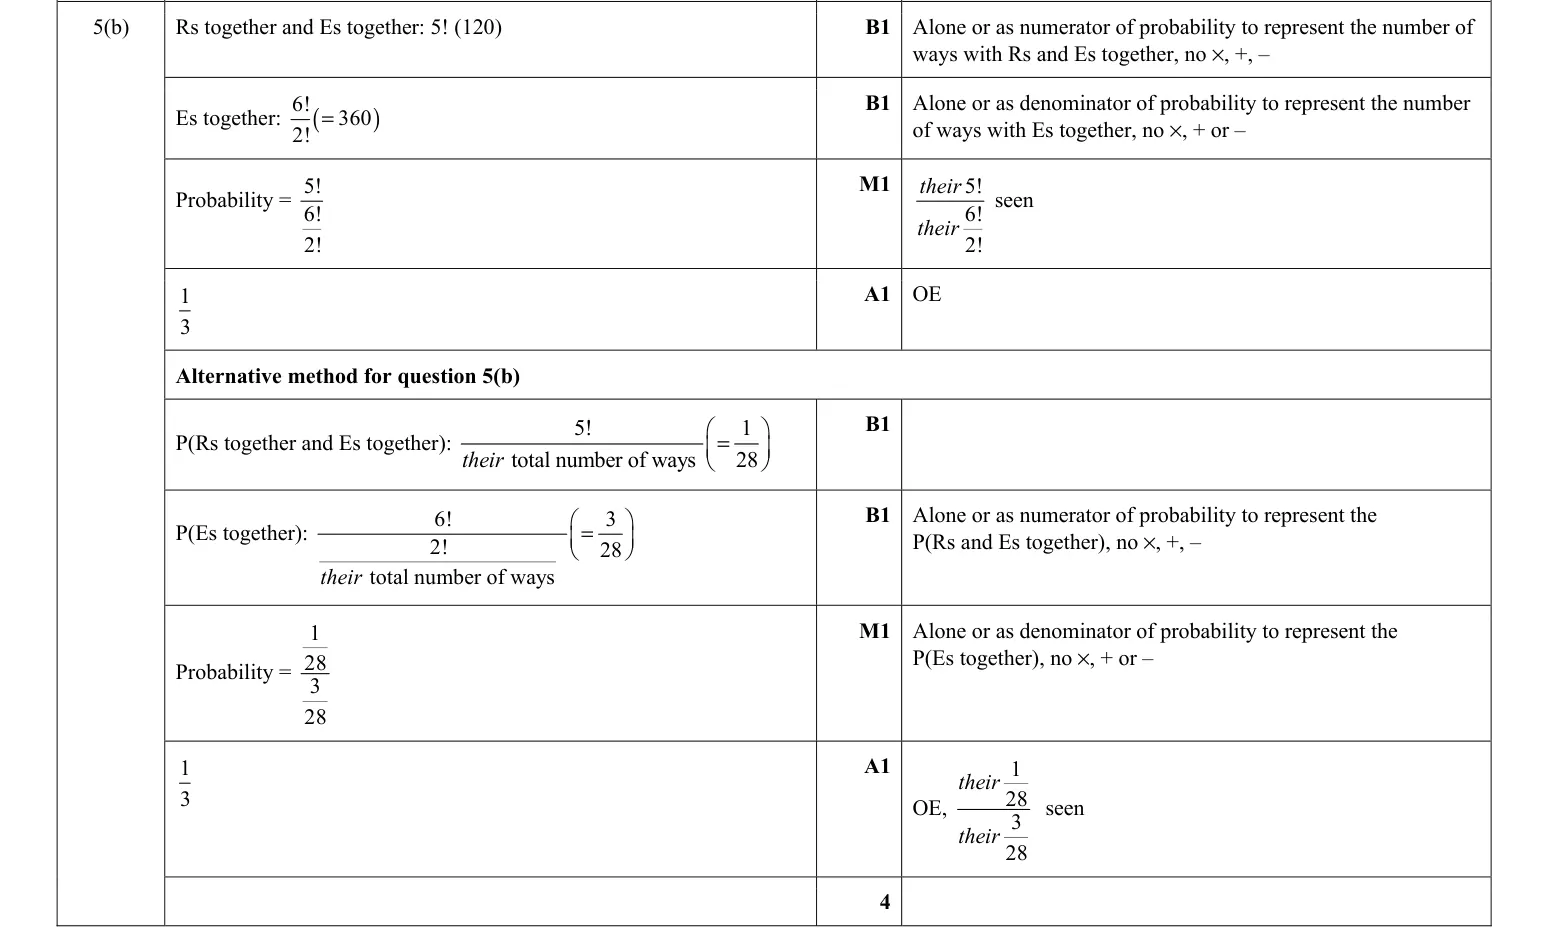 5(b) Rs together and Es together: 5! (120) B1 Alone or as numerator of probability to represent the number of
ways with Rs and Es together, no ×, +, –
Es together: 6!/2! (= 360) B1 Alone or as denominator of probability to represent the number
of ways with Es together, no ×, + or –
Probability = 5!/(6!/2!) M1 their 5!/their 6!/2! seen
1/3 A1 OE
Alternative method for question 5(b)
P(Rs together and Es together): 5!/their total number of ways (= 1/28) B1
P(Es together): (6!/2!)/their total number of ways (= 3/28) B1 Alone or as numerator of probability to represent the
P(Rs and Es together), no ×, +, –
Probability = (1/28)/(3/28) M1 Alone or as denominator of probability to represent the
P(Es together), no ×, + or –
1/3 A1 OE, their 1/28/their 3/28 seen
4